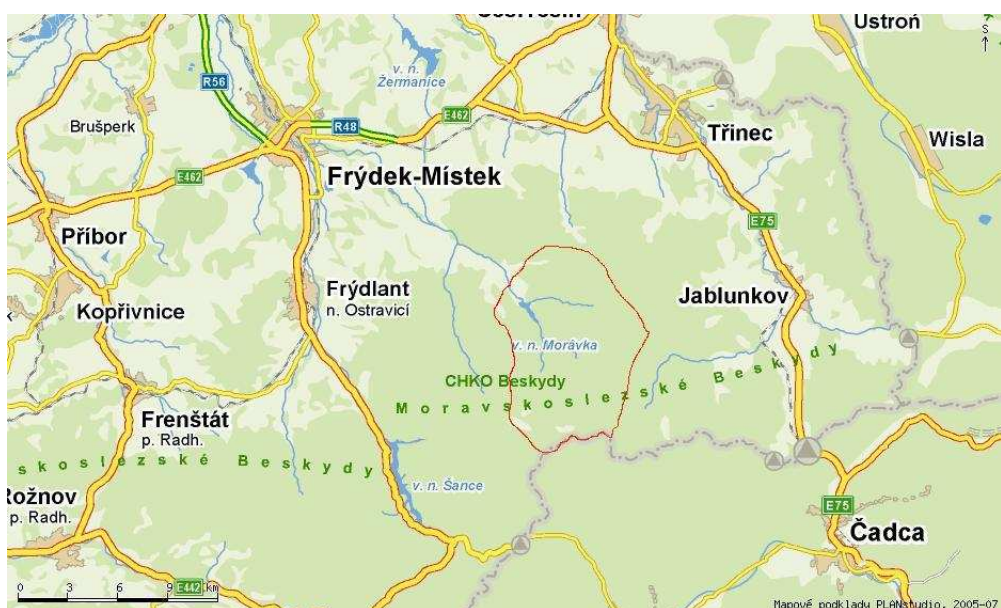 Ustroń
S
v. n.
Žermanice
R56
Brušperk
R48
E462
Třinec
Wisla
E462
Frýdek-Místek
E75
Příbor
Frýdlant
n. Ostravicí
Jablunkov
Kopřivnice
v. n. Morávka
CHKO Beskydy
Moravskoslezské Beskydy
Frenštát
p. Radh.
skoslezské Beskydy
Rožnov
p. Radh.
v. n. Šance
E75
Čadca
E442
0 3 6 9 km
Mapové podklady PLANstudio, 2005-07